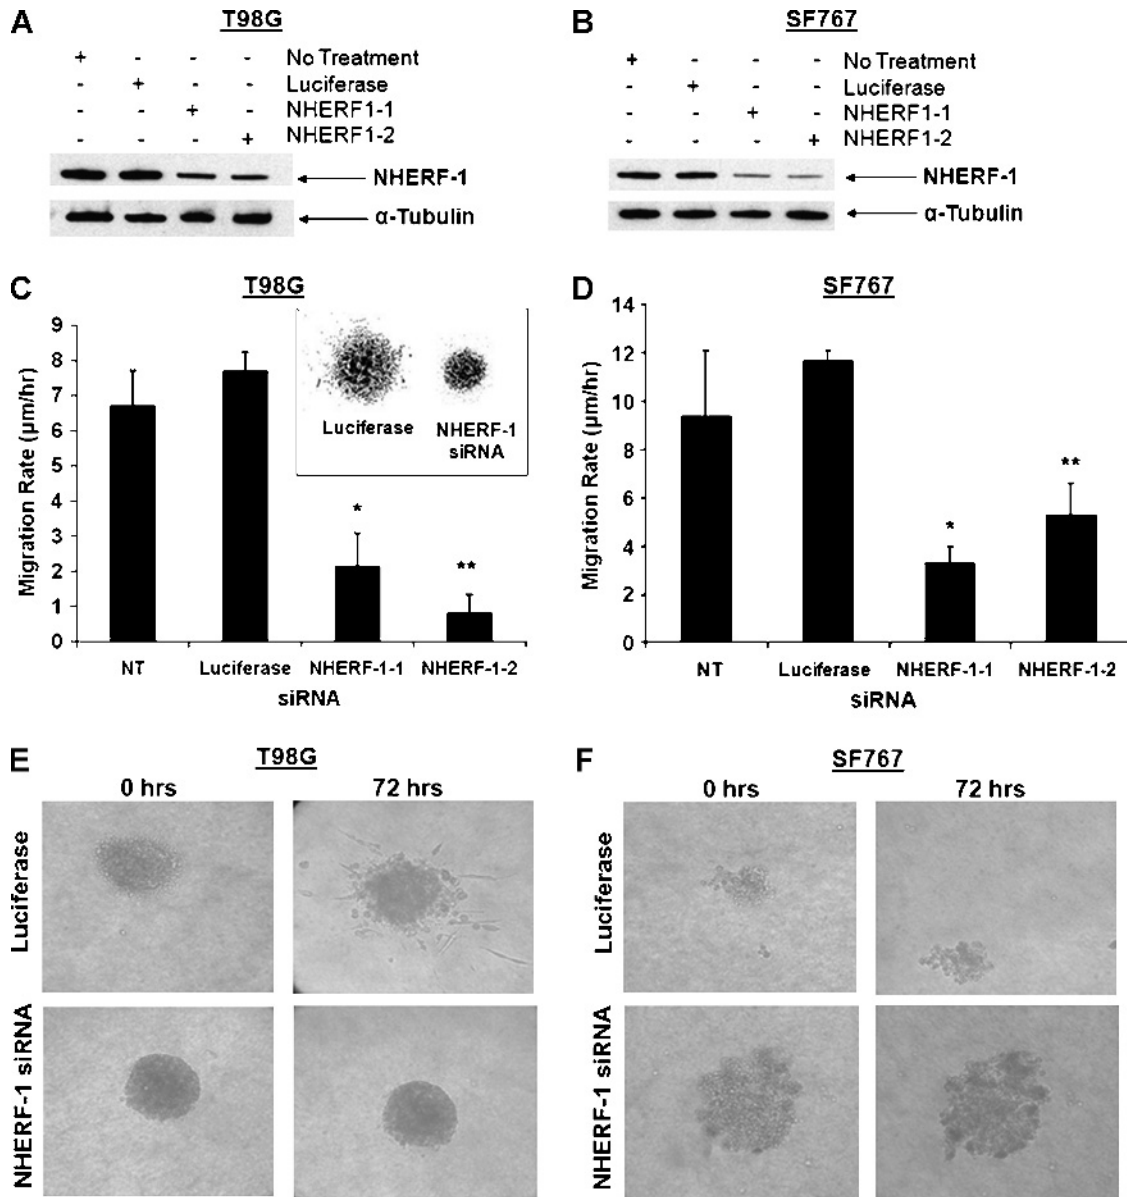 A
T98G
+ - - - No Treatment
- + - - Luciferase
- - + - NHERF1-1
- - - + NHERF1-2
NHERF-1
α-Tubulin
B
SF767
+ - - - No Treatment
- + - - Luciferase
- - + - NHERF1-1
- - - + NHERF1-2
NHERF-1
α-Tubulin
C
T98G
Migration Rate (µm/hr)
9
8
7
6
5
4
3
2
1
0
Luciferase
NHERF-1
siRNA
*
**
NT Luciferase NHERF-1-1 NHERF-1-2
siRNA
D
SF767
Migration Rate (µm/hr)
14
12
10
8
6
4
2
0
*
**
NT Luciferase NHERF-1-1 NHERF-1-2
siRNA
E
T98G
0 hrs 72 hrs
Luciferase
NHERF-1 siRNA
F
SF767
0 hrs 72 hrs
Luciferase
NHERF-1 siRNA